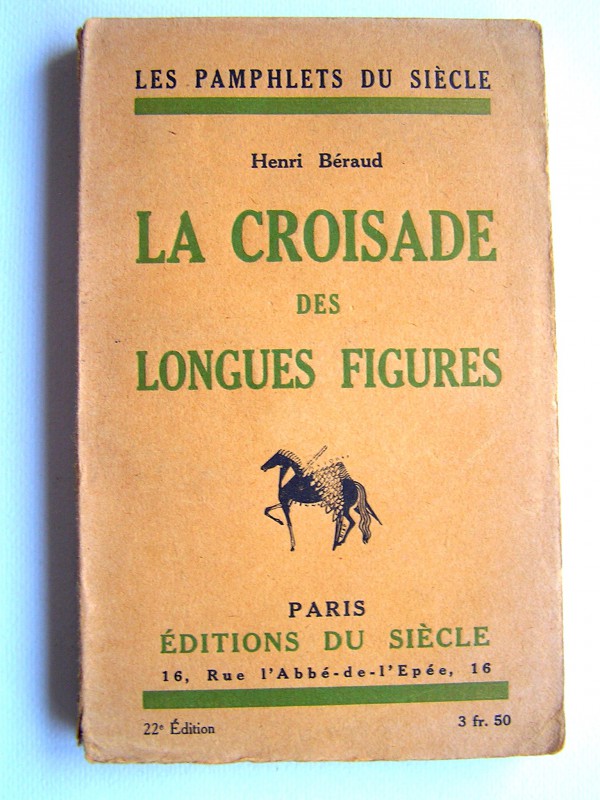 LES PAMPHLETS DU SIÈCLE
Henri Béraud
LA CROISADE
DES
LONGUES FIGURES
PARIS
ÉDITIONS DU SIÈCLE
16, Rue l'Abbé-de-l'Epée, 16
22e Édition
3 fr. 50